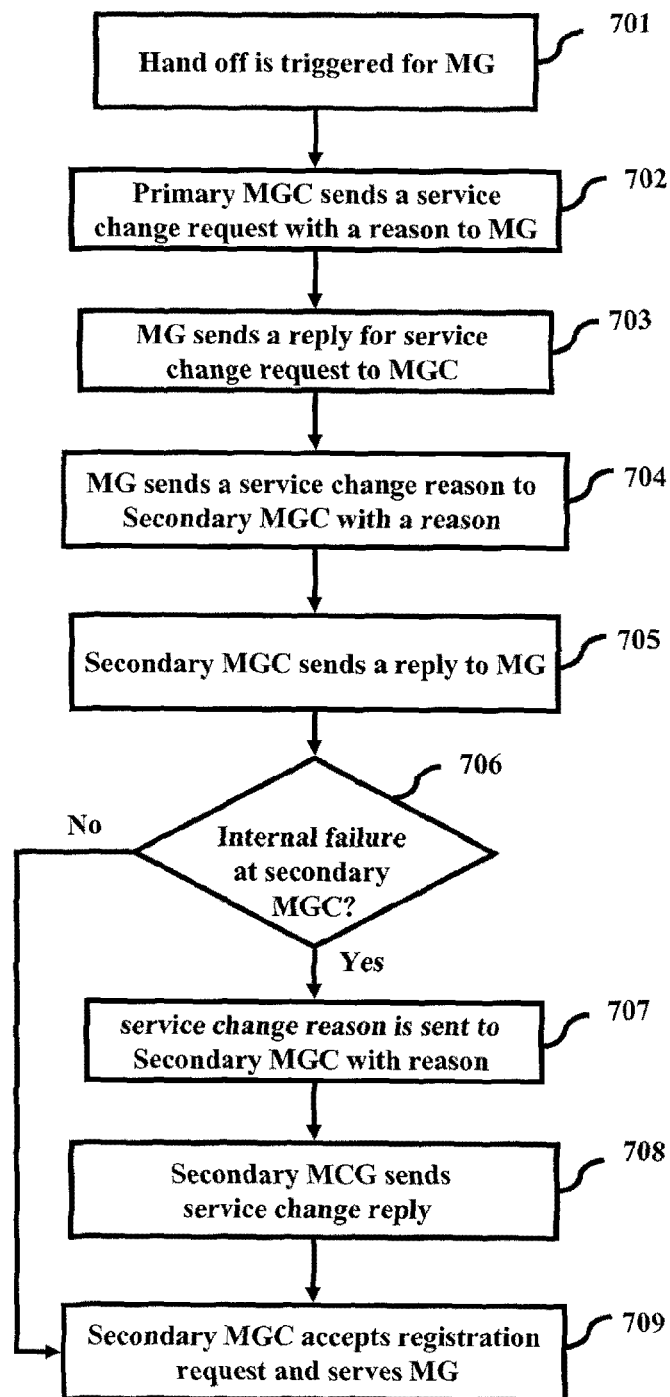 701
Hand off is triggered for MG
702
Primary MGC sends a service
change request with a reason to MG
703
MG sends a reply for service
change request to MGC
704
MG sends a service change reason to
Secondary MGC with a reason
705
Secondary MGC sends a reply to MG
706
No
Internal failure
at secondary
MGC?
Yes
707
service change reason is sent to
Secondary MGC with reason
708
Secondary MCG sends
service change reply
709
Secondary MGC accepts registration
request and serves MG